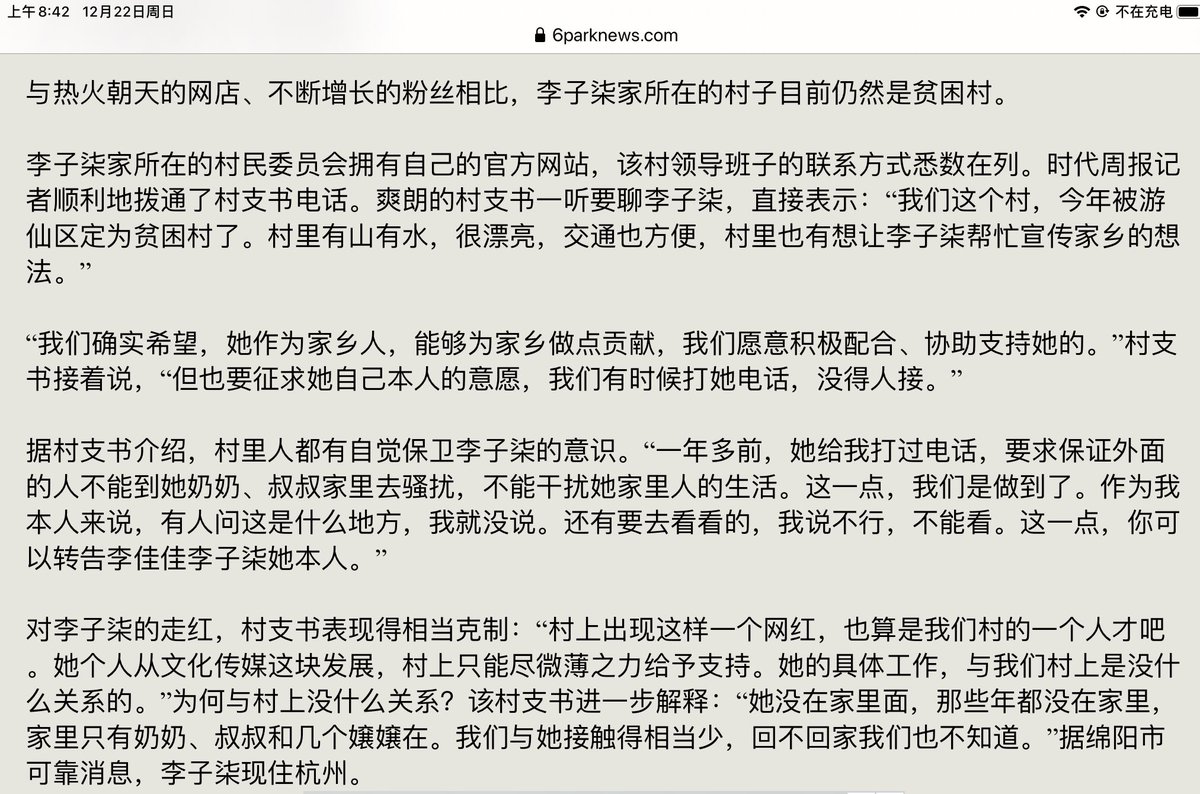 上午8:42 12月22日周日
不在充电
6parknews.com
与热火朝天的网店、不断增长的粉丝相比，李子柒家所在的村子目前仍然是贫困村。
李子柒家所在的村民委员会拥有自己的官方网站，该村领导班子的联系方式悉数在列。时代周报记
者顺利地拨通了村支书电话。爽朗的村支书一听要聊李子柒，直接表示：“我们这个村，今年被游
仙区定为贫困村了。村里有山有水，很漂亮，交通也方便，村里也有想让李子柒帮忙宣传家乡的想
法。”
“我们确实希望，她作为家乡人，能够为家乡做点贡献，我们愿意积极配合、协助支持她的。”村支
书接着说，“但也要征求她自己本人的意愿，我们有时候打她电话，没得人接。”
据村支书介绍，村里人都有自觉保卫李子柒的意识。“一年多前，她给我打过电话，要求保证外面
的人不能到她奶奶、叔叔家里去骚扰，不能干扰她家里人的生活。这一点，我们是做到了。作为我
本人来说，有人问这是什么地方，我就没说。还有要去看看的，我说不行，不能看。这一点，你可
以转告李佳佳李子柒她本人。”
对李子柒的走红，村支书表现得相当克制：“村上出现这样一个网红，也算是我们村的一个人才吧
。她个人从文化传媒这块发展，村上只能尽微薄之力给予支持。她的具体工作，与我们村上是没什
么关系的。”为何与村上没什么关系？该村支书进一步解释：“她没在家里面，那些年都没在家里，
家里只有奶奶、叔叔和几个嬢嬢在。我们与她接触得相当少，回不回家我们也不知道。”据绵阳市
可靠消息，李子柒现住杭州。